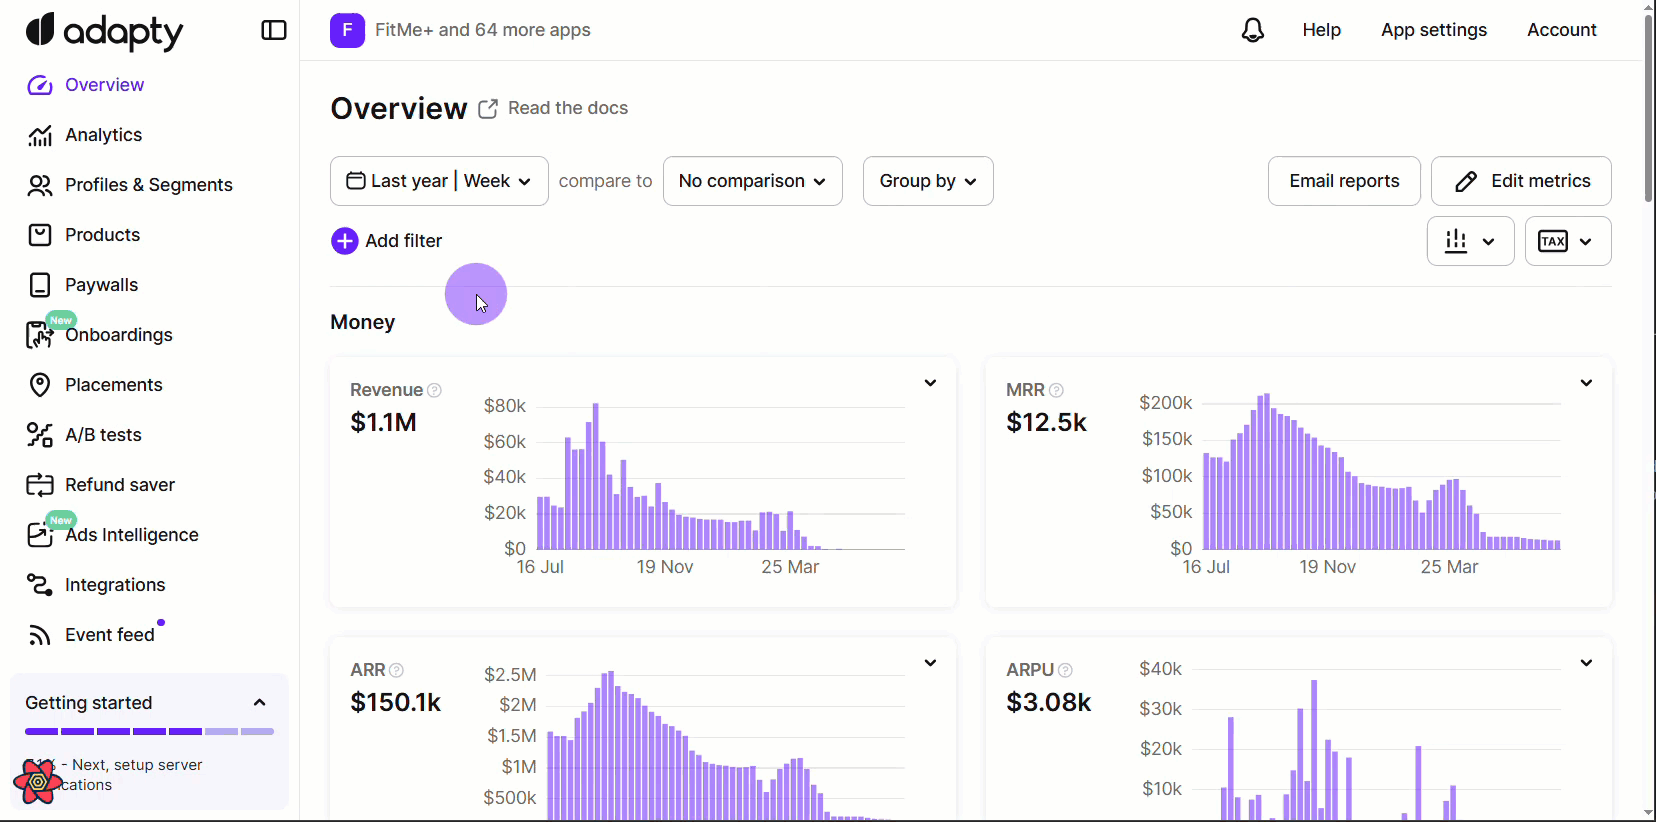 adapty
FitMe+ and 64 more apps
F
Help
App settings
Account
Overview
Analytics
Profiles & Segments
Products
Paywalls
New
Onboardings
Placements
A/B tests
Refund saver
New
Ads Intelligence
Integrations
Event feed
Getting started
- Next, setup server
Overview
Read the docs
Last year | Week
compare to
No comparison
Group by
Email reports
Edit metrics
Add filter
TAX
Money
Revenue
$1.1M
$80k
$60k
$40k
$20k
$0
16 Jul 19 Nov 25 Mar
MRR
$12.5k
$200k
$150k
$100k
$50k
$0
16 Jul 19 Nov 25 Mar
ARR
$150.1k
$2.5M
$2M
$1.5M
$1M
$500k
ARPU
$3.08k
$40k
$30k
$20k
$10k